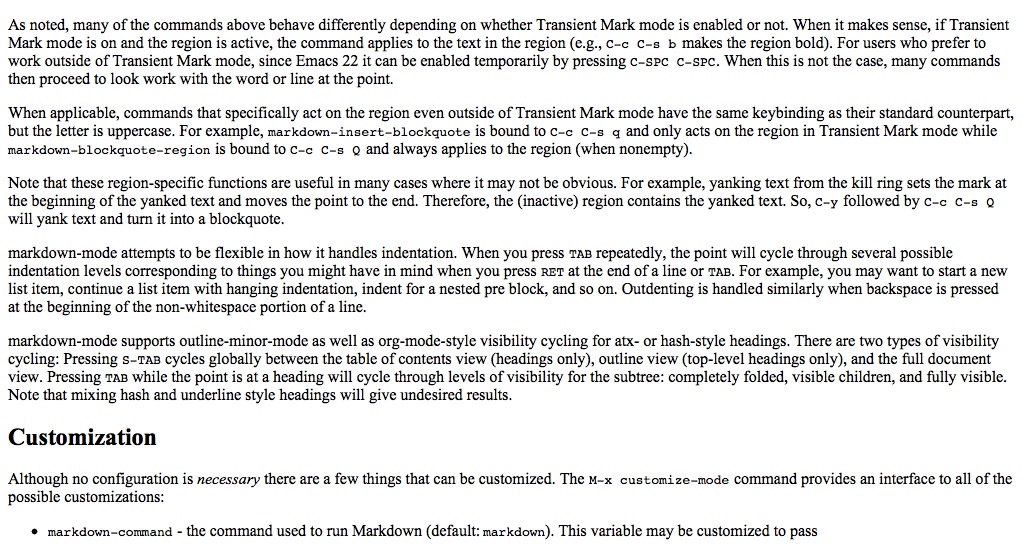 As noted, many of the commands above behave differently depending on whether Transient Mark mode is enabled or not. When it makes sense, if Transient
Mark mode is on and the region is active, the command applies to the text in the region (e.g., C-c C-s b makes the region bold). For users who prefer to
work outside of Transient Mark mode, since Emacs 22 it can be enabled temporarily by pressing C-SPC C-SPC. When this is not the case, many commands
then proceed to look work with the word or line at the point.
When applicable, commands that specifically act on the region even outside of Transient Mark mode have the same keybinding as their standard counterpart,
but the letter is uppercase. For example, markdown-insert-blockquote is bound to C-c C-s q and only acts on the region in Transient Mark mode while
markdown-blockquote-region is bound to C-c C-s Q and always applies to the region (when nonempty).
Note that these region-specific functions are useful in many cases where it may not be obvious. For example, yanking text from the kill ring sets the mark at
the beginning of the yanked text and moves the point to the end. Therefore, the (inactive) region contains the yanked text. So, C-y followed by C-c C-s Q
will yank text and turn it into a blockquote.
markdown-mode attempts to be flexible in how it handles indentation. When you press TAB repeatedly, the point will cycle through several possible
indentation levels corresponding to things you might have in mind when you press RET at the end of a line or TAB. For example, you may want to start a new
list item, continue a list item with hanging indentation, indent for a nested pre block, and so on. Outdenting is handled similarly when backspace is pressed
at the beginning of the non-whitespace portion of a line.
markdown-mode supports outline-minor-mode as well as org-mode-style visibility cycling for atx- or hash-style headings. There are two types of visibility
cycling: Pressing S-TAB cycles globally between the table of contents view (headings only), outline view (top-level headings only), and the full document
view. Pressing TAB while the point is at a heading will cycle through levels of visibility for the subtree: completely folded, visible children, and fully visible.
Note that mixing hash and underline style headings will give undesired results.
Customization
Although no configuration is necessary there are a few things that can be customized. The M-x customize-mode command provides an interface to all of the
possible customizations:
• markdown-command - the command used to run Markdown (default: markdown). This variable may be customized to pass